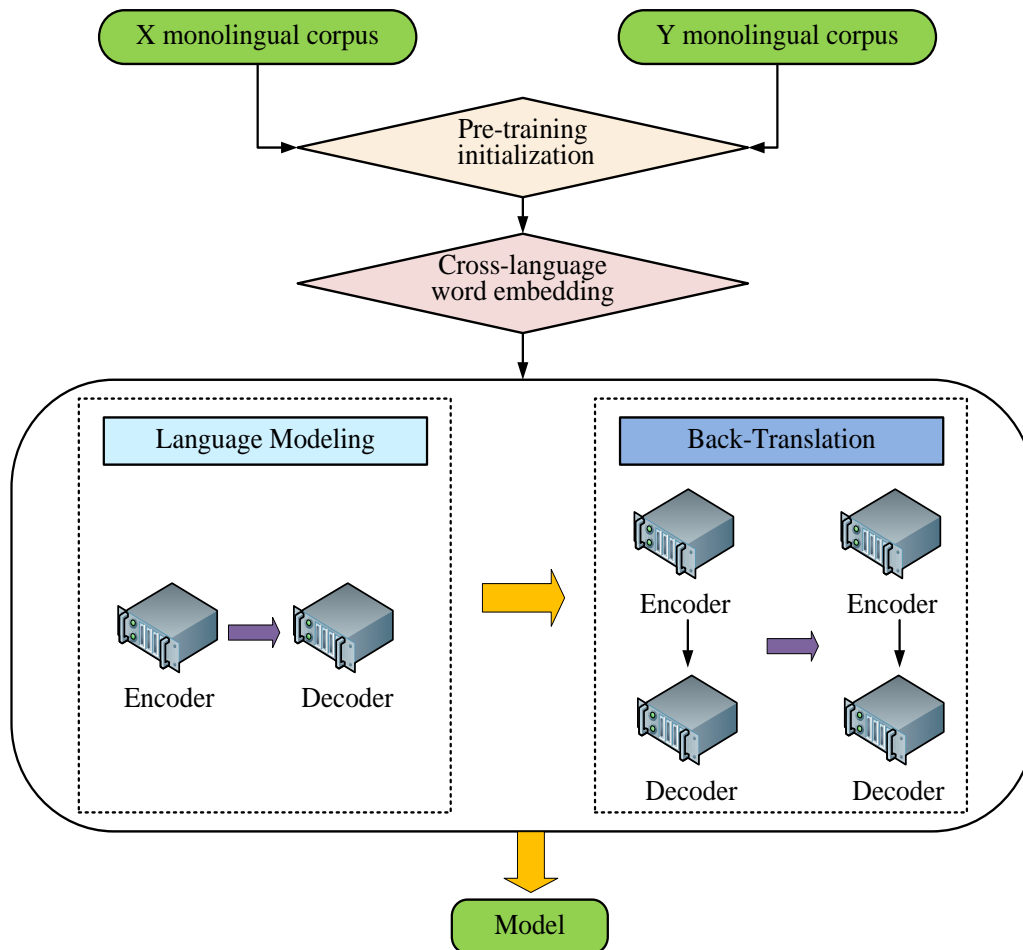 X monolingual corpus
Y monolingual corpus
Pre-training
initialization
Cross-language
word embedding
Language Modeling
Encoder
Decoder
Back-Translation
Encoder
Encoder
Decoder
Decoder
Model